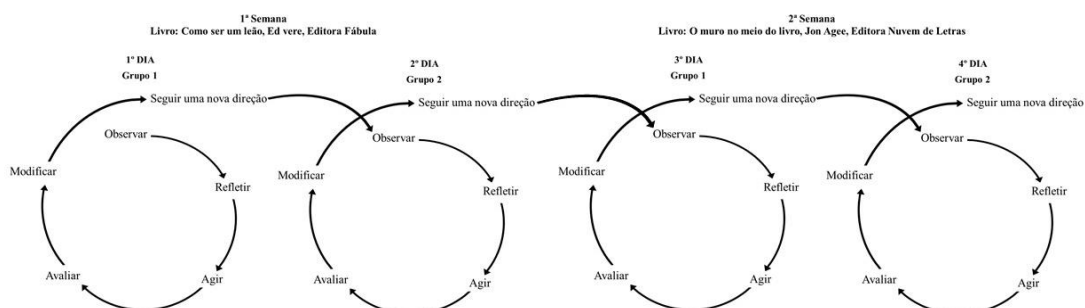 1ª Semana
Livro: Como ser um leão, Ed vere, Editora Fábula
1º DIA
Grupo 1
Seguir uma nova direção
Observar
Refletir
Agir
Avaliar
Modificar
2º DIA
Grupo 2
Seguir uma nova direção
Observar
Refletir
Agir
Avaliar
Modificar
2ª Semana
Livro: O muro no meio do livro, Jon Agee, Editora Nuvem de Letras
3º DIA
Grupo 1
Seguir uma nova direção
Observar
Refletir
Agir
Avaliar
Modificar
4º DIA
Grupo 2
Seguir uma nova direção
Observar
Refletir
Agir
Avaliar
Modificar